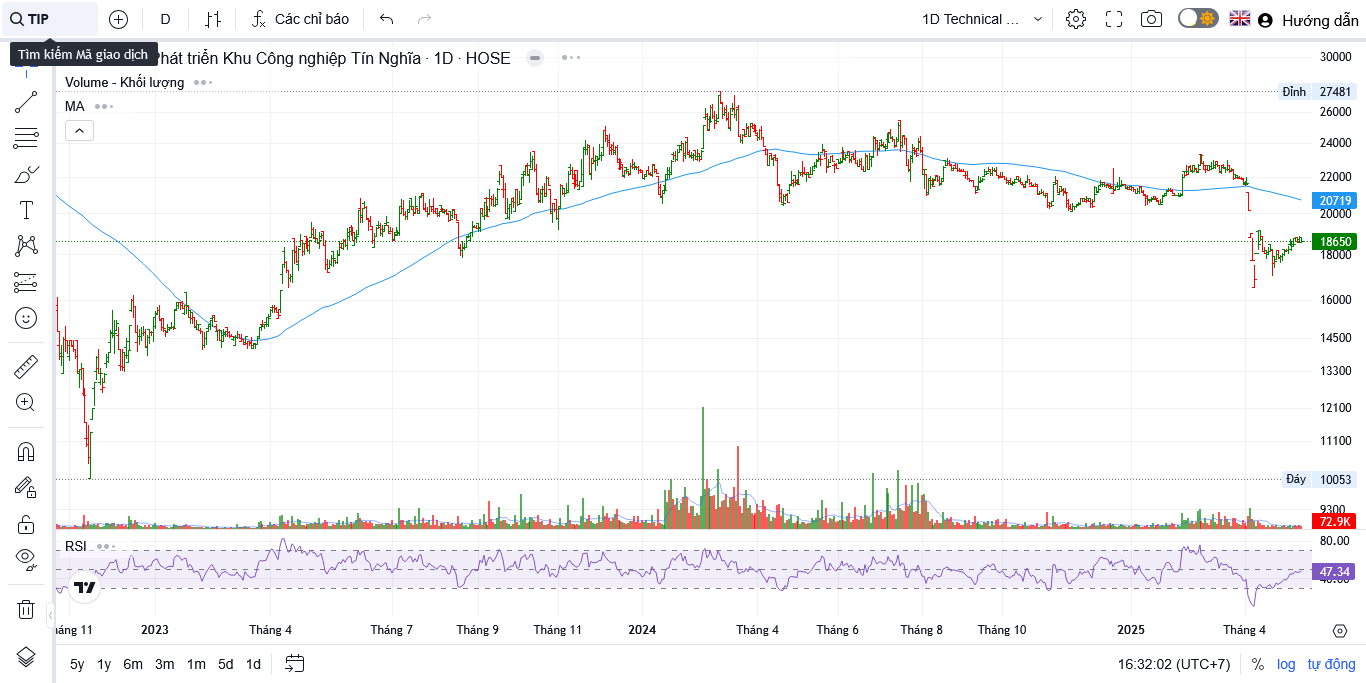 TIP
D
Các chỉ báo
1D Technical ...
Hướng dẫn
Tìm kiếm Mã giao dịch
Phát triển Khu Công nghiệp Tín Nghĩa · 1D · HOSE
Volume - Khối lượng
MA
30000
Đỉnh 27481
26000
24000
22000
20719
20000
18650
18000
16000
14500
13300
12100
11100
Đáy 10053
9300
72.9K
RSI
80.00
47.34
40.00
háng 11 2023 Tháng 4 Tháng 7 Tháng 9 Tháng 11 2024 Tháng 4 Tháng 6 Tháng 8 Tháng 10 2025 Tháng 4
5y 1y 6m 3m 1m 5d 1d
16:32:02 (UTC+7) % log tự động